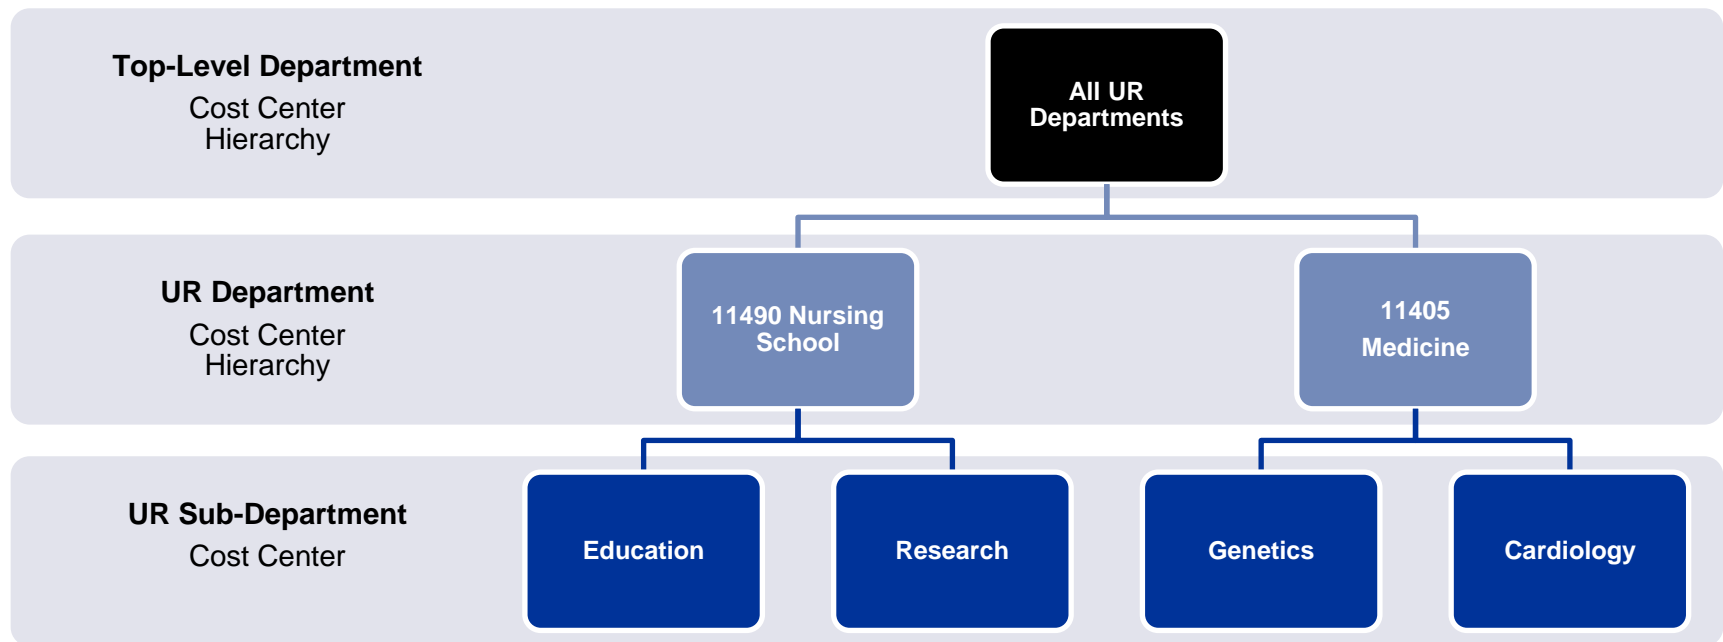 Top-Level Department
Cost Center
Hierarchy
All UR
Departments
UR Department
Cost Center
Hierarchy
11490 Nursing
School
11405
Medicine
UR Sub-Department
Cost Center
Education
Research
Genetics
Cardiology